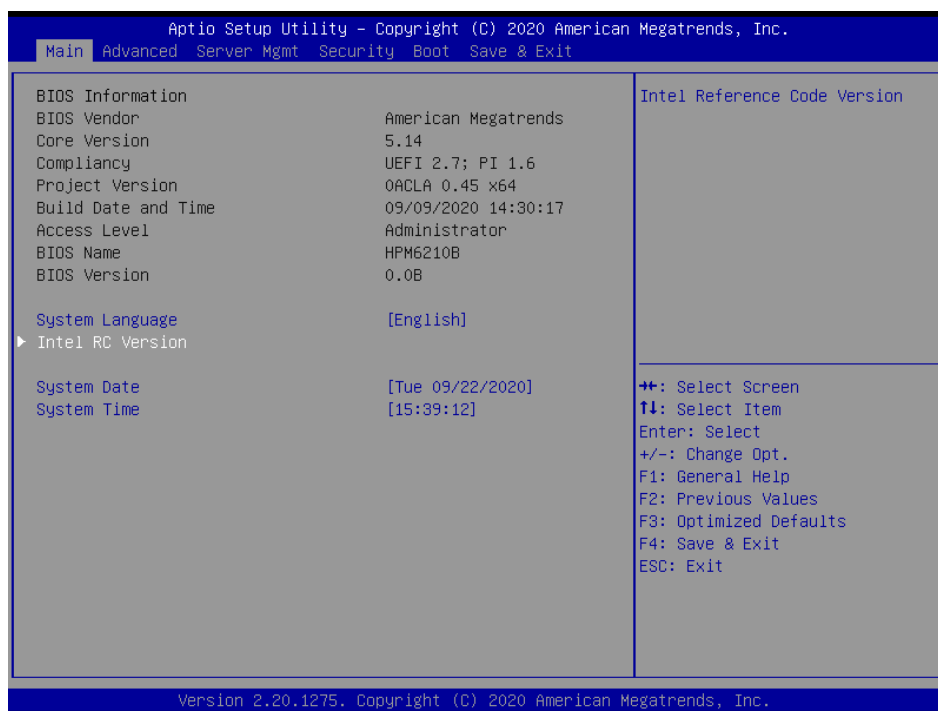 Aptio Setup Utility – Copyright (C) 2020 American Megatrends, Inc.
Main Advanced Server Mgmt Security Boot Save & Exit
BIOS Information
BIOS Vendor American Megatrends
Core Version 5.14
Compliancy UEFI 2.7; PI 1.6
Project Version 0ACLA 0.45 x64
Build Date and Time 09/09/2020 14:30:17
Access Level Administrator
BIOS Name HPM6210B
BIOS Version 0.0B
System Language [English]
▶ Intel RC Version
System Date [Tue 09/22/2020]
System Time [15:39:12]
Intel Reference Code Version
→←: Select Screen
↑↓: Select Item
Enter: Select
+/-: Change Opt.
F1: General Help
F2: Previous Values
F3: Optimized Defaults
F4: Save & Exit
ESC: Exit
Version 2.20.1275. Copyright (C) 2020 American Megatrends, Inc.